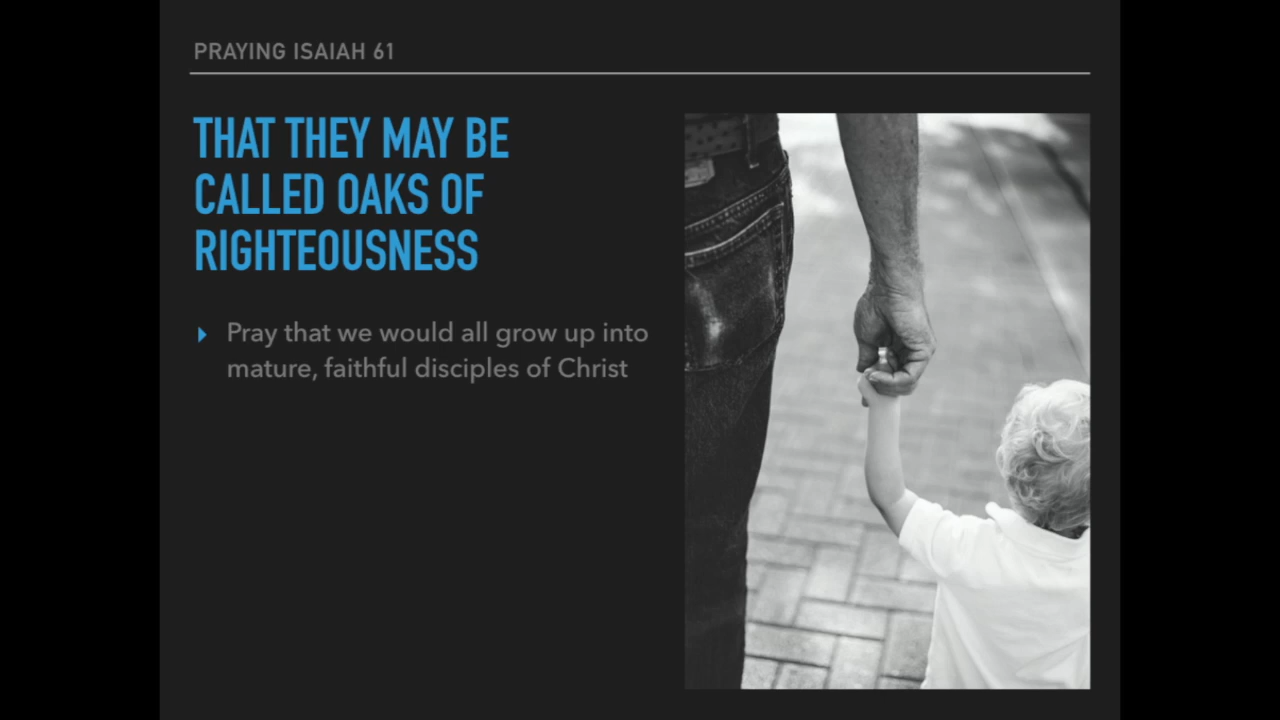 PRAYING ISAIAH 61
THAT THEY MAY BE
CALLED OAKS OF
RIGHTEOUSNESS
Pray that we would all grow up into
mature, faithful disciples of Christ